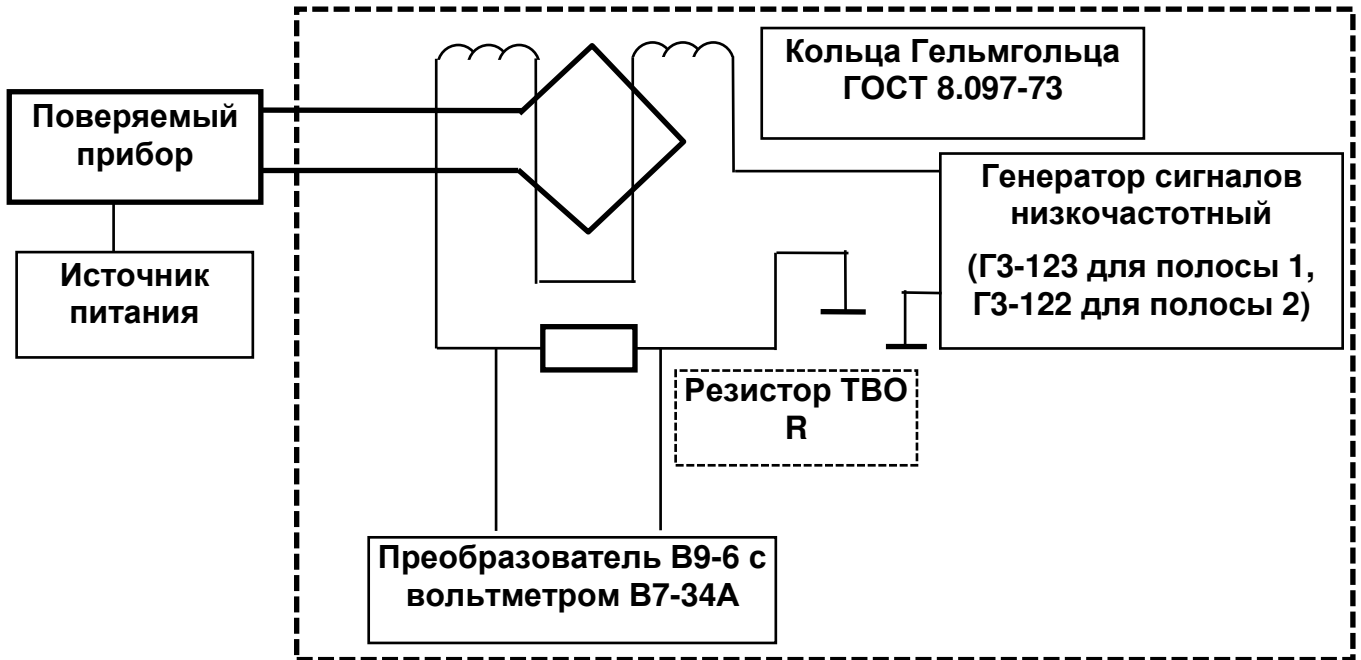 Кольца Гельмгольца
ГОСТ 8.097-73
Поверяемый
прибор
Генератор сигналов
низкочастотный
(Г3-123 для полосы 1,
Г3-122 для полосы 2)
Источник
питания
Резистор ТВО
R
Преобразователь В9-6 с
вольтметром В7-34А